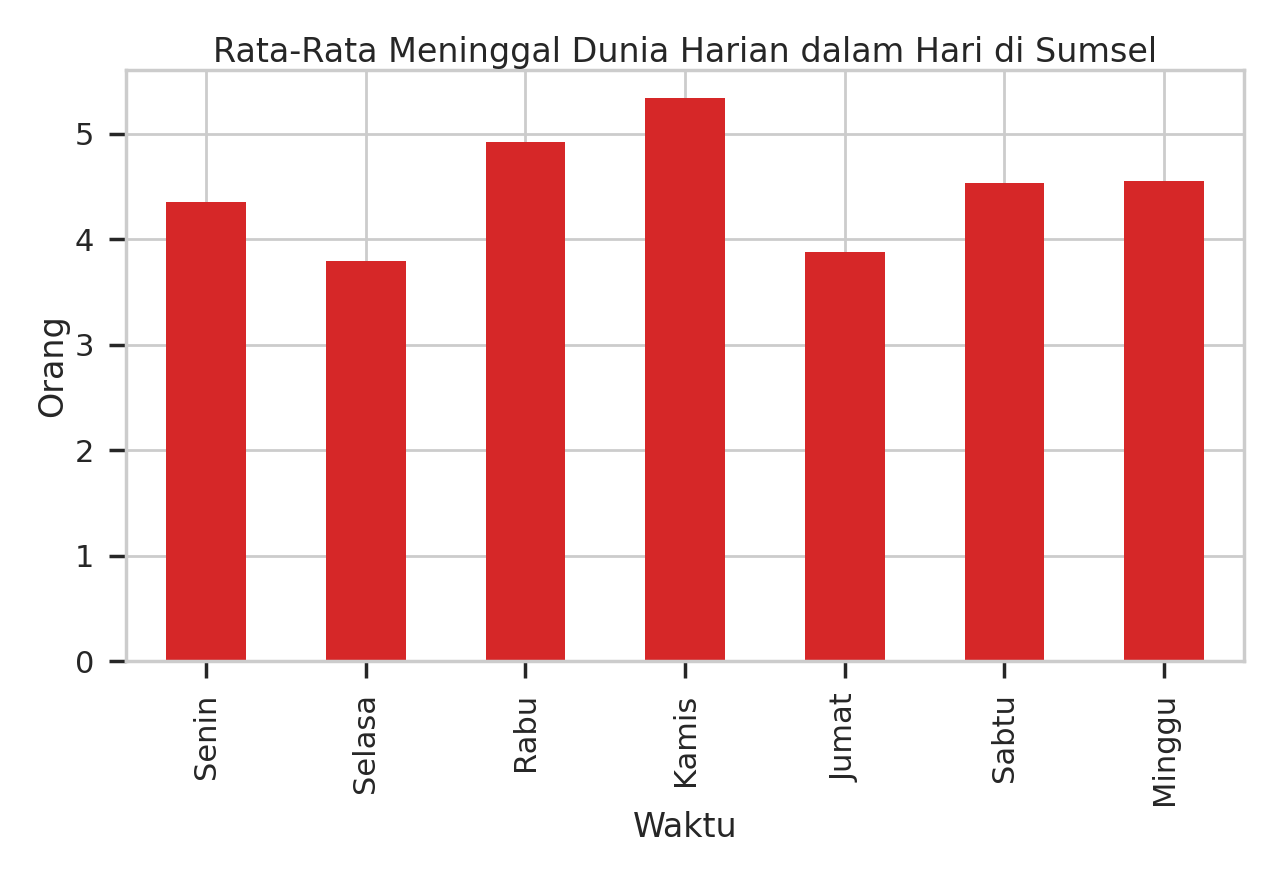 Rata-Rata Meninggal Dunia Harian dalam Hari di Sumsel
5
4
3
2
1
0
Orang
Senin
Selasa
Rabu
Kamis
Jumat
Sabtu
Minggu
Waktu